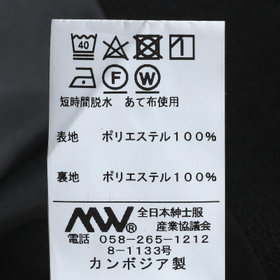 40
F W
短時間脱水 あて布使用
表地 ポリエステル100%
裏地 ポリエステル100%
MW® 全日本紳士服
産業協議会
電話 058-265-1212
8-1133号
カンボジア製